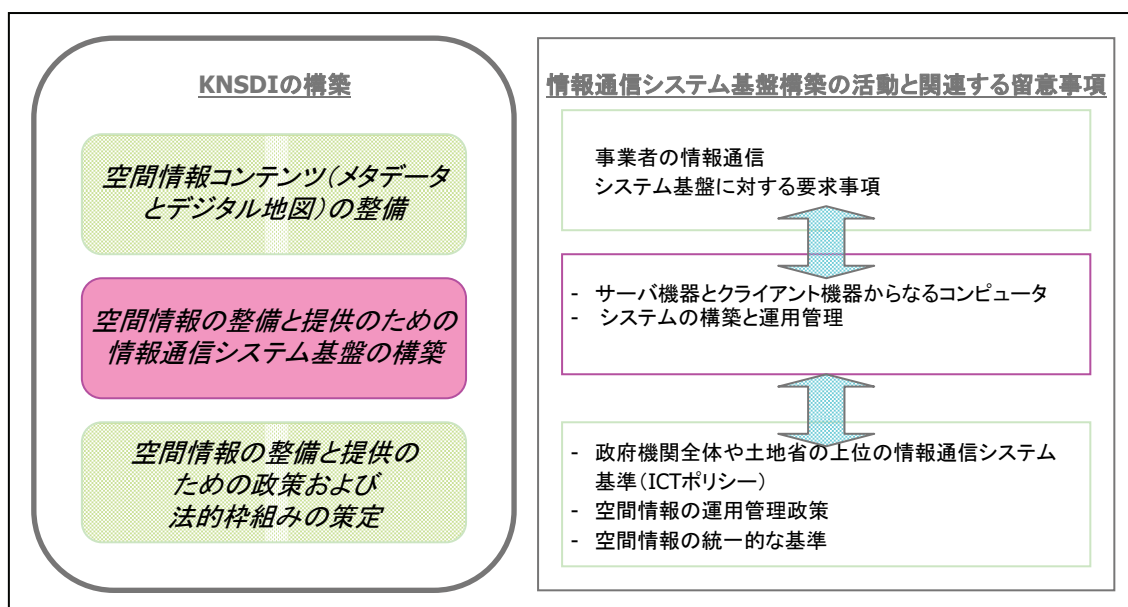 KNSDIの構築
空間情報コンテンツ（メタデータ
とデジタル地図）の整備
空間情報の整備と提供のための
情報通信システム基盤の構築
空間情報の整備と提供の
ための政策および
法的枠組みの策定
情報通信システム基盤構築の活動と関連する留意事項
事業者の情報通信
システム基盤に対する要求事項
- サーバ機器とクライアント機器からなるコンピュータ
- システムの構築と運用管理
- 政府機関全体や土地省の上位の情報通信システム
基準（ICTポリシー）
- 空間情報の運用管理政策
- 空間情報の統一的な基準